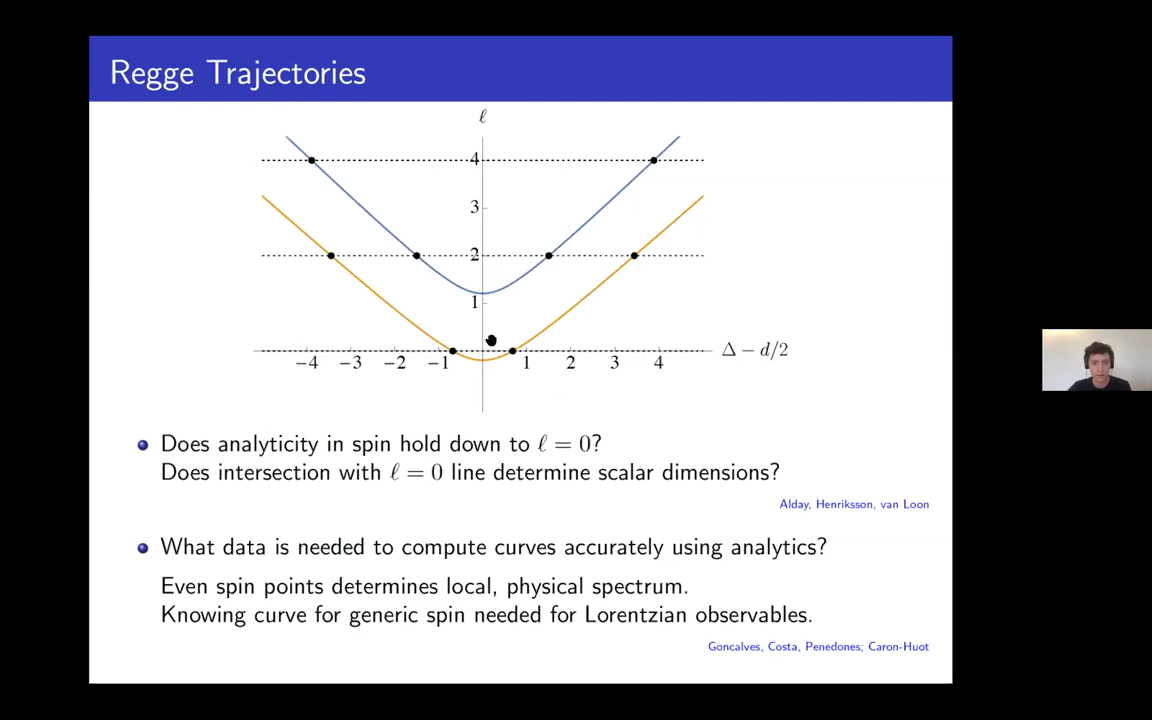 Regge Trajectories
ℓ
4
3
2
1
−4 −3 −2 −1 1 2 3 4 Δ − d/2
Does analyticity in spin hold down to ℓ = 0?
Does intersection with ℓ = 0 line determine scalar dimensions?
Alday, Henriksson, van Loon
What data is needed to compute curves accurately using analytics?
Even spin points determines local, physical spectrum.
Knowing curve for generic spin needed for Lorentzian observables.
Goncalves, Costa, Penedones; Caron-Huot